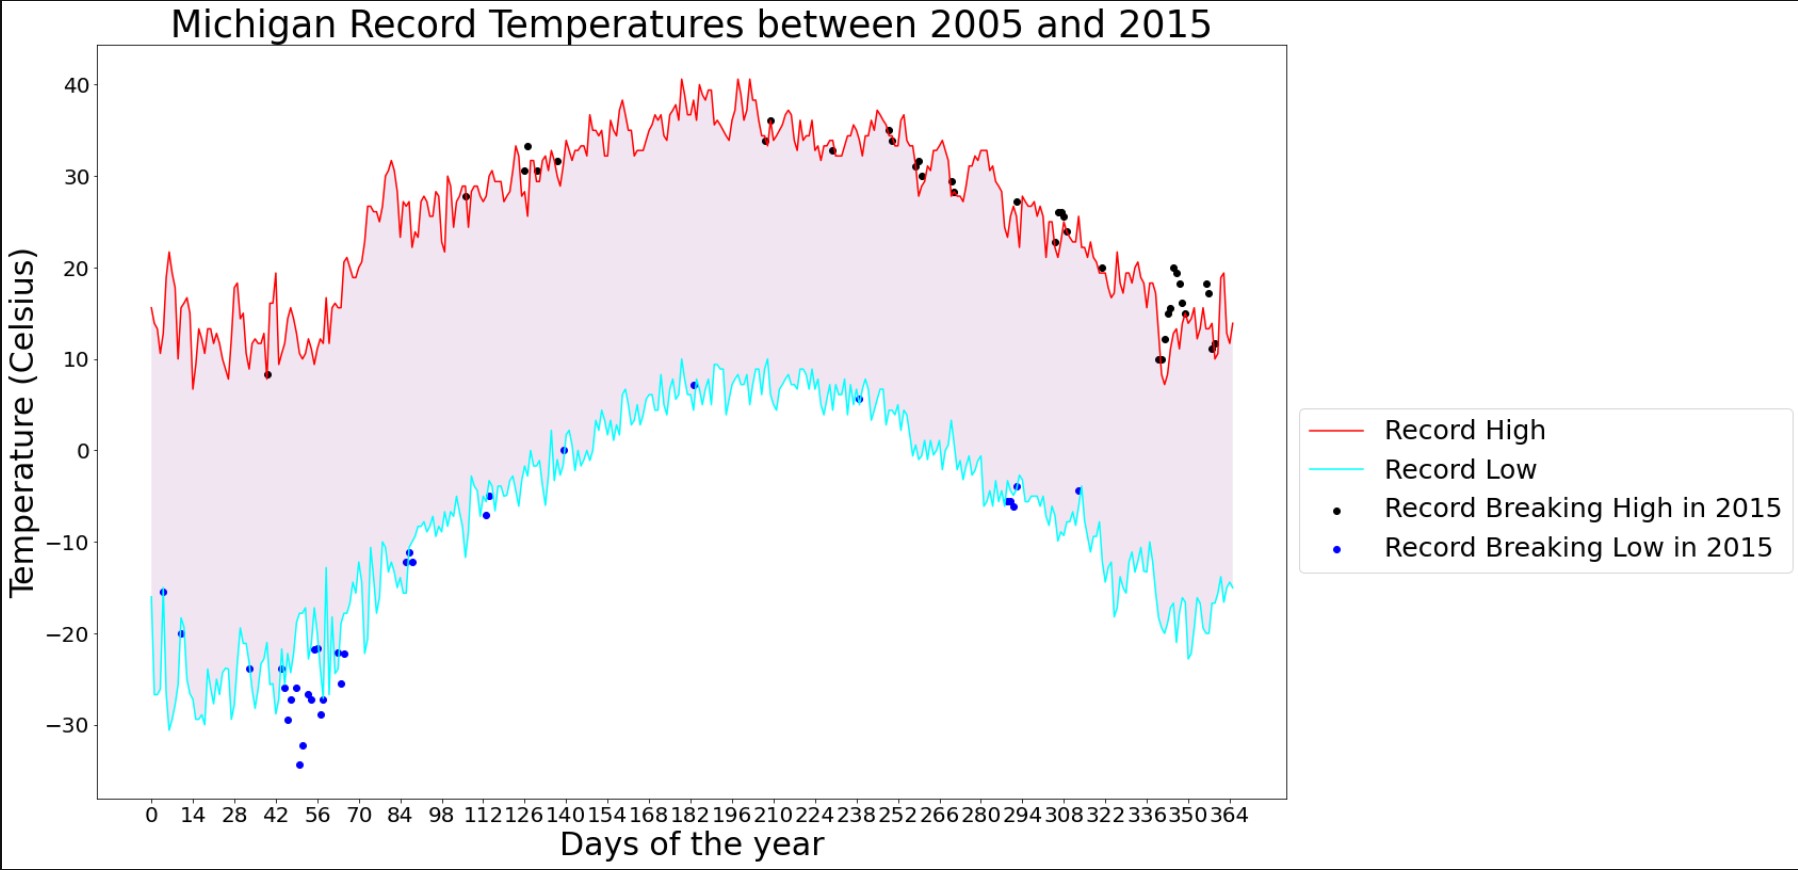 Michigan Record Temperatures between 2005 and 2015
Temperature (Celsius)
40
30
20
10
0
−10
−20
−30
0 14 28 42 56 70 84 98 112 126 140 154 168 182 196 210 224 238 252 266 280 294 308 322 336 350 364
Days of the year
Record High
Record Low
Record Breaking High in 2015
Record Breaking Low in 2015